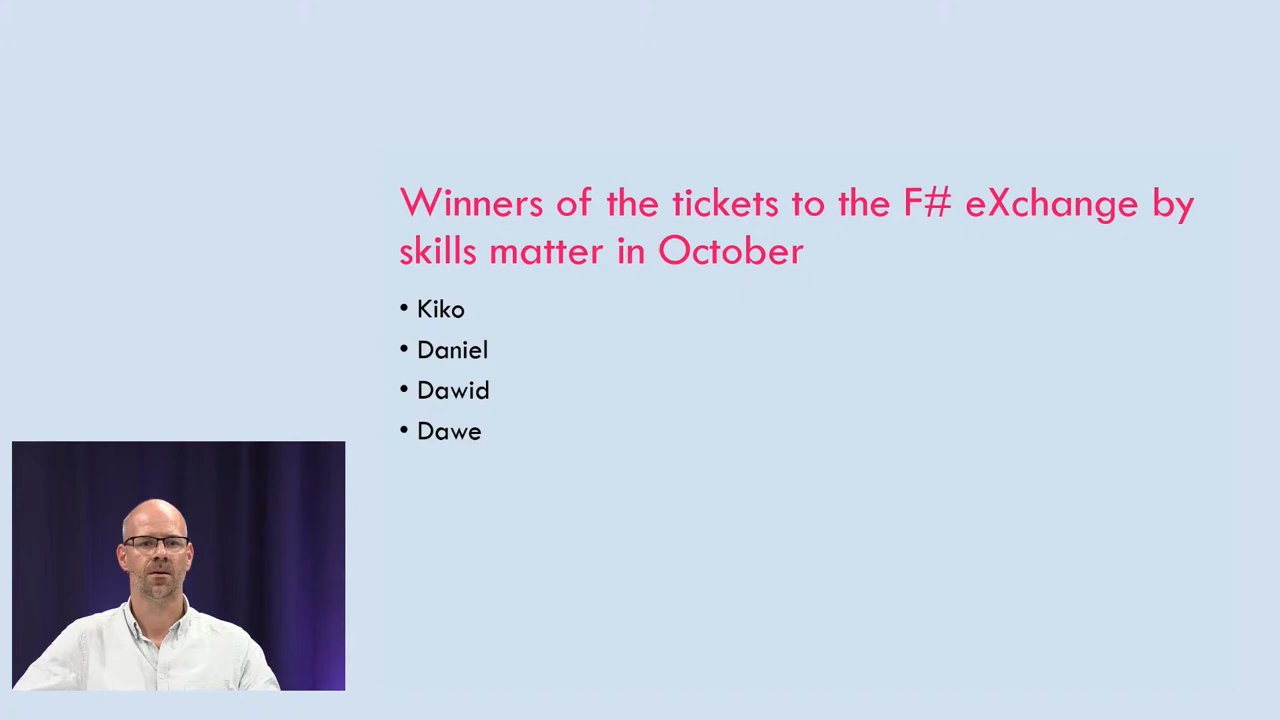 Winners of the tickets to the F# eXchange by
skills matter in October
• Kiko
• Daniel
• Dawid
• Dawe